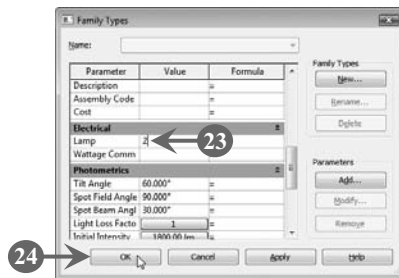 Family Types
Name:
Parameter Value Formula
Description =
Assembly Code =
Cost =
Electrical
Lamp 2
Wattage Comm
Photometrics
Tilt Angle 60.000° =
Spot Field Angle 90.000° =
Spot Beam Angl 30.000° =
Light Loss Facto 1 =
Initial Intensity 1800.00 lm =
Family Types
New...
Rename...
Delete
Parameters
Add...
Modify...
Remove
OK Cancel Apply Help
23
24